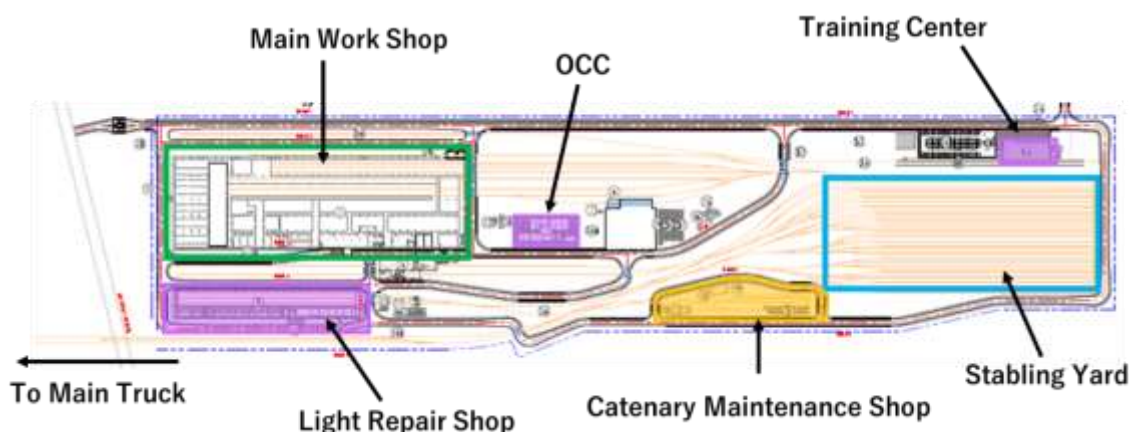 Training Center
Main Work Shop
OCC
Stabling Yard
To Main Truck
Catenary Maintenance Shop
Light Repair Shop